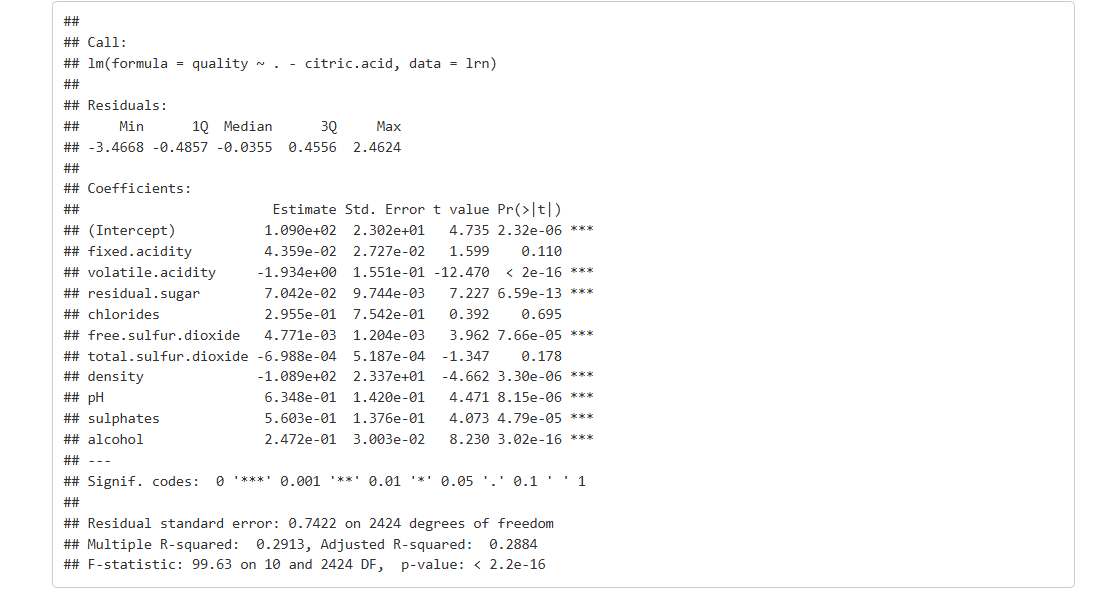 ##
## Call:
## lm(formula = quality ~ . - citric.acid, data = lrn)
##
## Residuals:
##     Min      1Q  Median      3Q     Max
## -3.4668 -0.4857 -0.0355  0.4556  2.4624
##
## Coefficients:
##                        Estimate Std. Error t value Pr(>|t|)
## (Intercept)           1.090e+02  2.302e+01   4.735 2.32e-06 ***
## fixed.acidity         4.359e-02  2.727e-02   1.599    0.110
## volatile.acidity     -1.934e+00  1.551e-01 -12.470  < 2e-16 ***
## residual.sugar        7.042e-02  9.744e-03   7.227 6.59e-13 ***
## chlorides             2.955e-01  7.542e-01   0.392    0.695
## free.sulfur.dioxide   4.771e-03  1.204e-03   3.962 7.66e-05 ***
## total.sulfur.dioxide -6.988e-04  5.187e-04  -1.347    0.178
## density              -1.089e+02  2.337e+01  -4.662 3.30e-06 ***
## pH                    6.348e-01  1.420e-01   4.471 8.15e-06 ***
## sulphates             5.603e-01  1.376e-01   4.073 4.79e-05 ***
## alcohol               2.472e-01  3.003e-02   8.230 3.02e-16 ***
## ---
## Signif. codes:  0 '***' 0.001 '**' 0.01 '*' 0.05 '.' 0.1 ' ' 1
##
## Residual standard error: 0.7422 on 2424 degrees of freedom
## Multiple R-squared:  0.2913, Adjusted R-squared:  0.2884
## F-statistic: 99.63 on 10 and 2424 DF,  p-value: < 2.2e-16